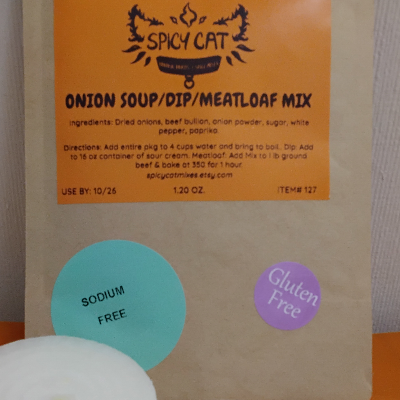 SPICY CAT
ONION SOUP/DIP/MEATLOAF MIX
Ingredients: Dried onions, beef bullion, onion powder, sugar, white
pepper, paprika.
Directions: Add entire pkg to 4 cups water and bring to boil. Dip: Add
to 16 oz container of sour cream. Meatloaf: Add Mix to 1 lb ground
beef & bake at 350 for 1 hour.
spicycatmixes.etsy.com
USE BY: 10/26 1.20 OZ. ITEM# 127
SODIUM
FREE
Gluten
Free